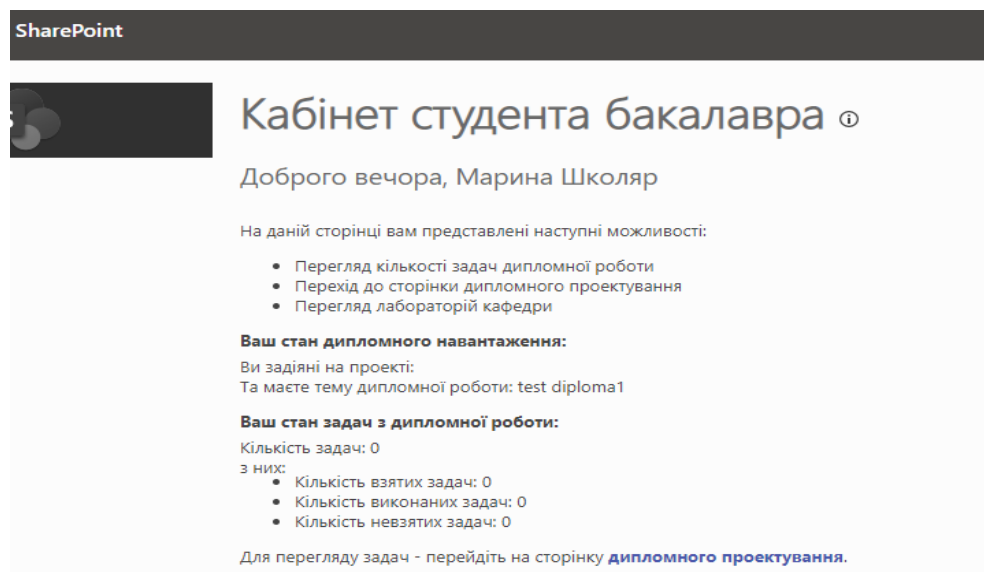 SharePoint
Кабінет студента бакалавра
Доброго вечора, Марина Школяр
На даній сторінці вам представлені наступні можливості:
• Перегляд кількості задач дипломної роботи
• Перехід до сторінки дипломного проектування
• Перегляд лабораторій кафедри
Ваш стан дипломного навантаження:
Ви задіяні на проекті:
Та маєте тему дипломної роботи: test diploma1
Ваш стан задач з дипломної роботи:
Кількість задач: 0
з них:
• Кількість взятих задач: 0
• Кількість виконаних задач: 0
• Кількість невзятих задач: 0
Для перегляду задач - перейдіть на сторінку дипломного проектування.